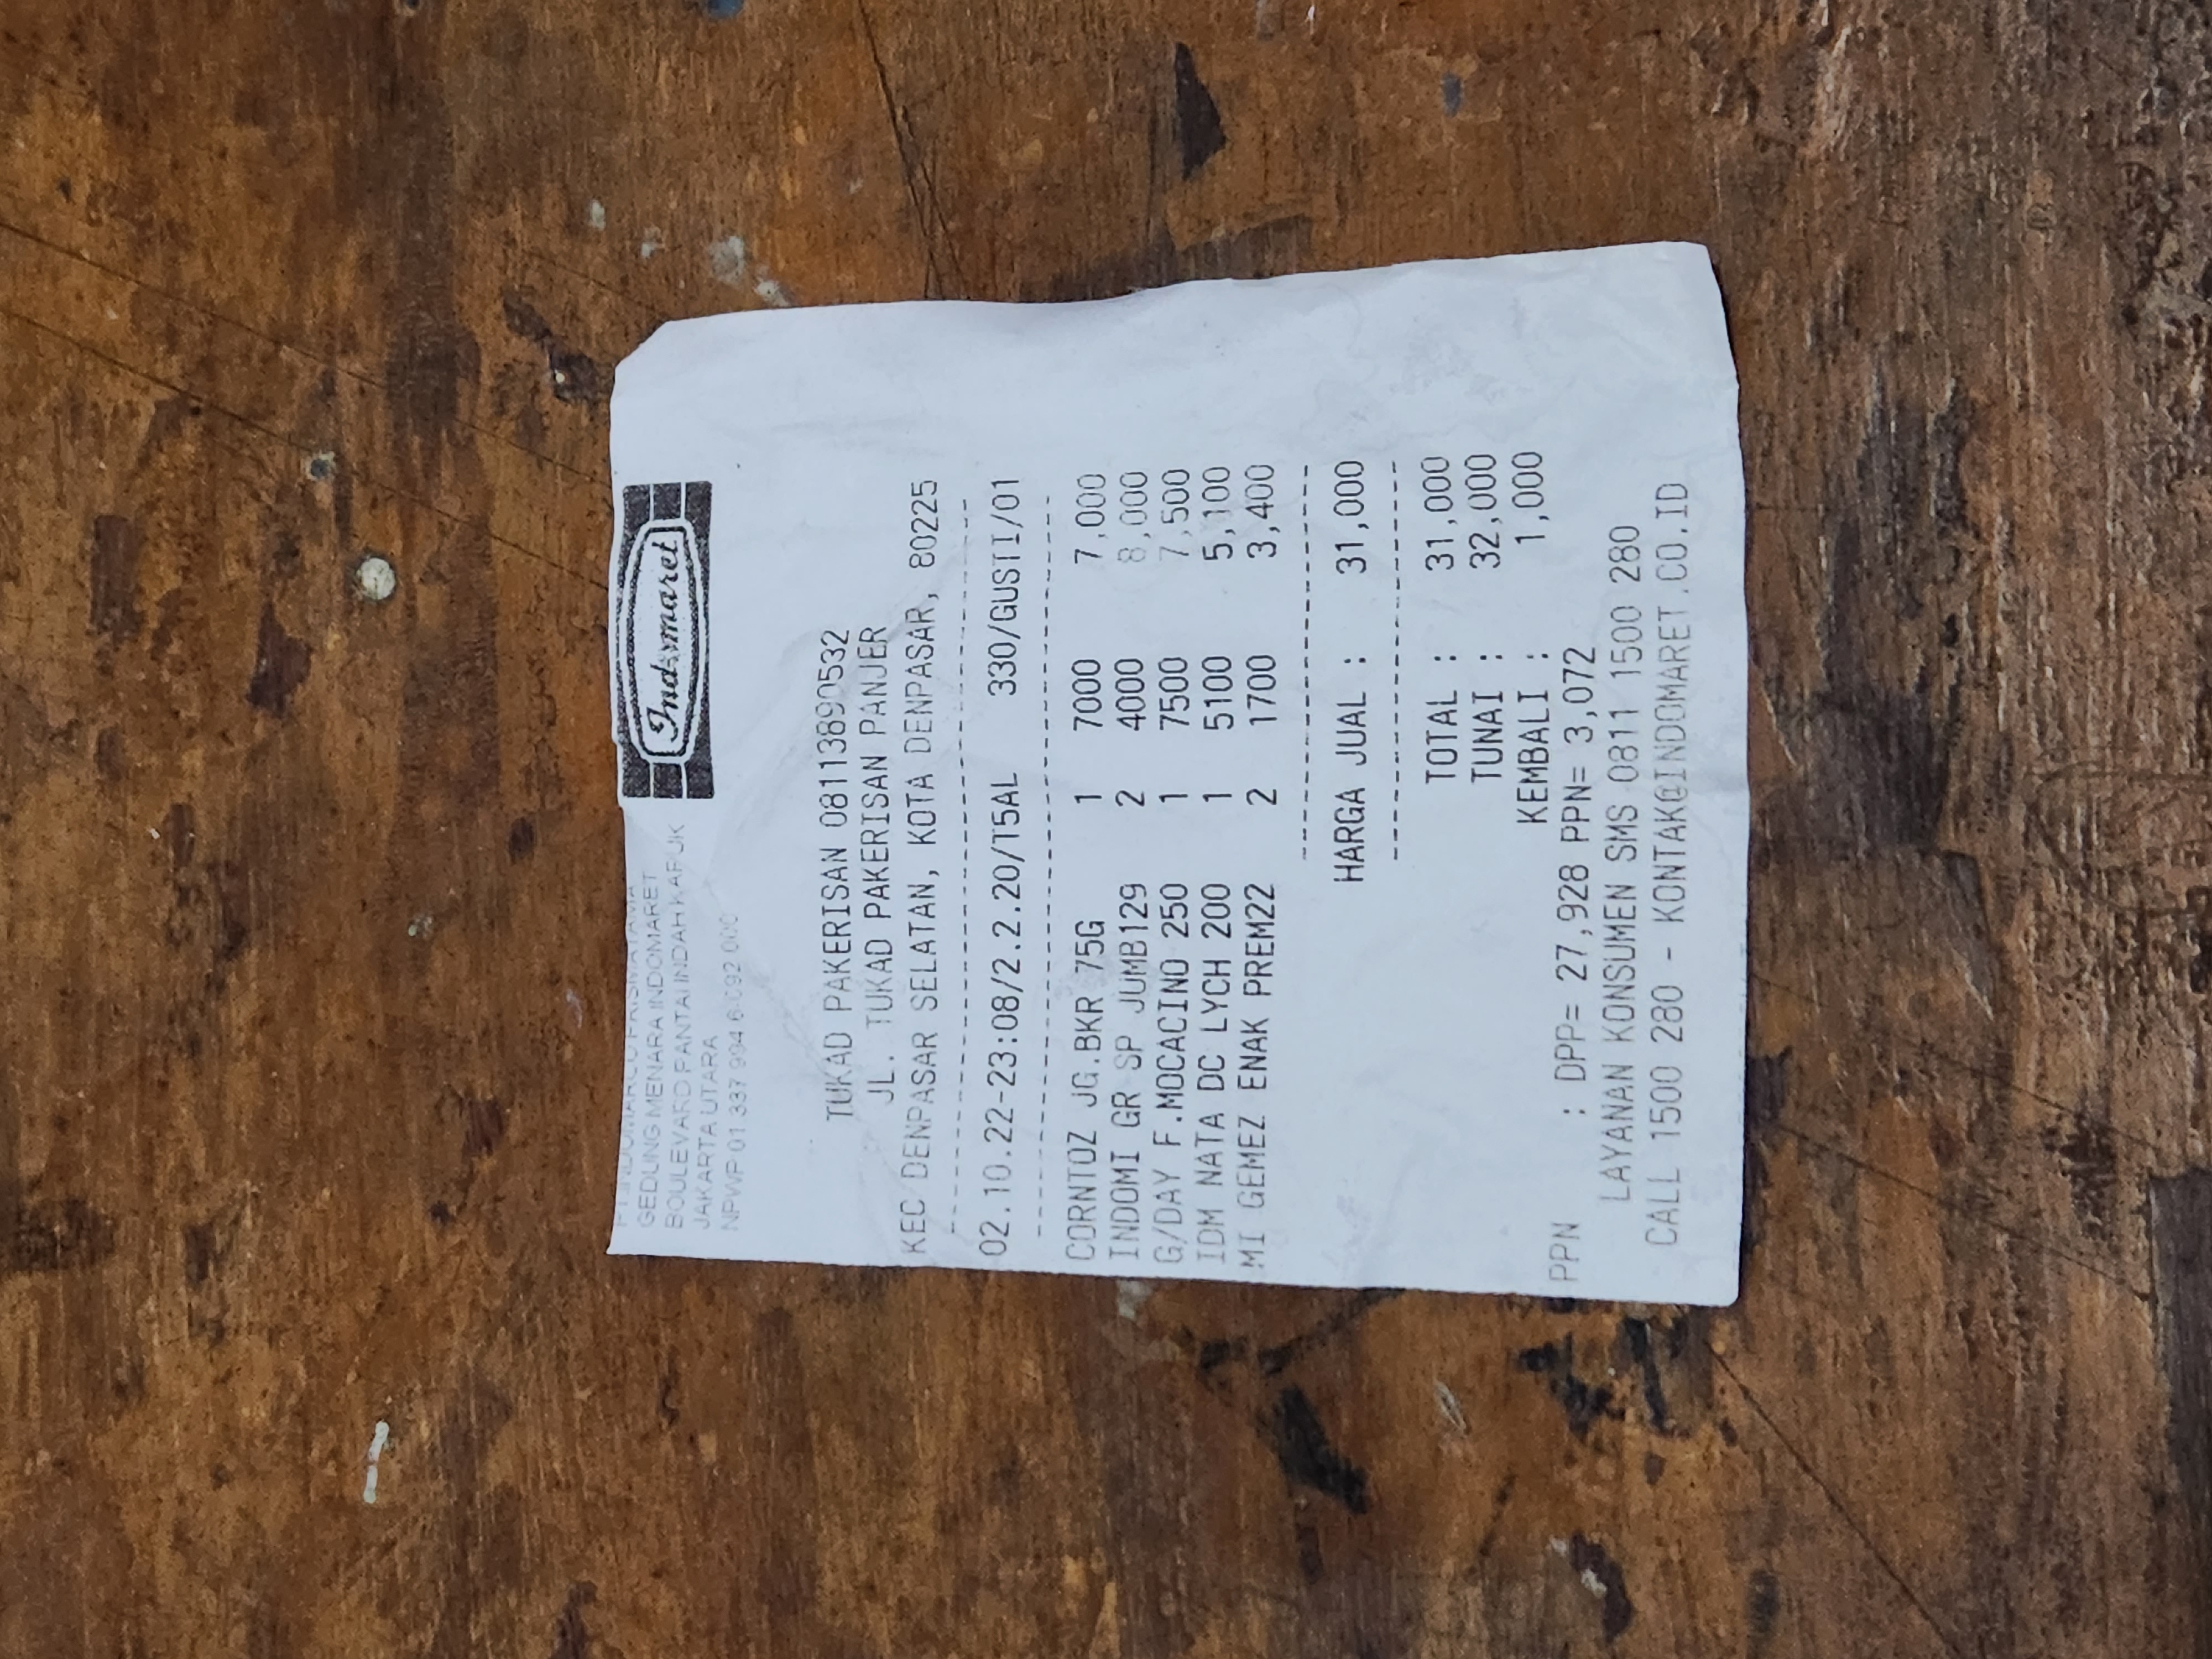 Indomaret
GEDUNG MENARA INDOMARET
BOULEVARD PANTAI INDAH KAPUK
JAKARTA UTARA
NPWP 01 337 994 6 092 000
TUKAD PAKERISAN 08113890532
JL. TUKAD PAKERISAN PANJER
KEC DENPASAR SELATAN, KOTA DENPASAR, 80225
02.10.22-23:08/2.2.20/T5AL 330/GUSTI/01
CORNTOZ JG.BKR 75G 1 7000 7,000
INDOMI GR SP JUMB129 2 4000 8,000
G/DAY F.MOCACINO 250 1 7500 7,500
IDM NATA DC LYCH 200 1 5100 5,100
MI GEMEZ ENAK PREM22 2 1700 3,400
HARGA JUAL : 31,000
TOTAL : 31,000
TUNAI : 32,000
KEMBALI : 1,000
PPN : DPP= 27,928 PPN= 3,072
LAYANAN KONSUMEN SMS 0811 1500 280
CALL 1500 280 - KONTAK@INDOMARET.CO.ID